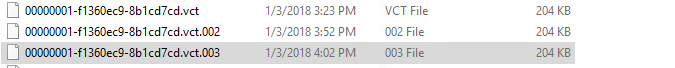 00000001-f1360ec9-8b1cd7cd.vct 1/3/2018 3:23 PM VCT File 204 KB
00000001-f1360ec9-8b1cd7cd.vct.002 1/3/2018 3:52 PM 002 File 204 KB
00000001-f1360ec9-8b1cd7cd.vct.003 1/3/2018 4:02 PM 003 File 204 KB